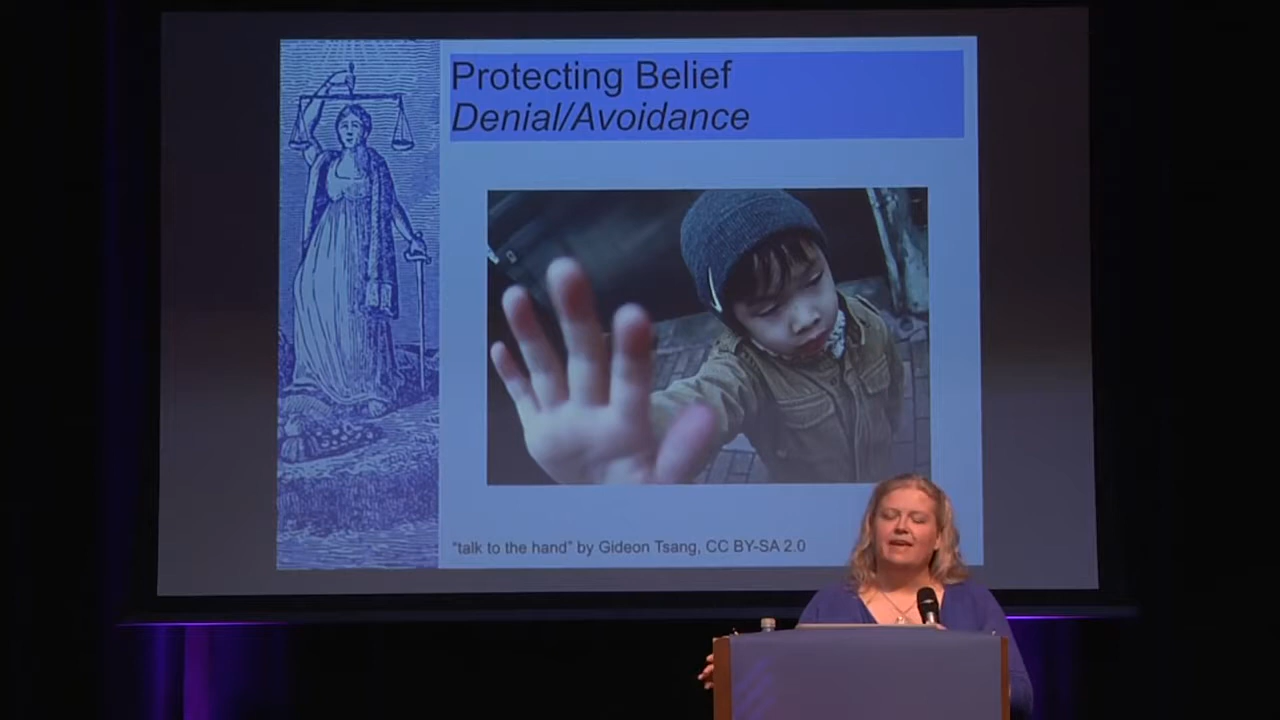 Protecting Belief
Denial/Avoidance
“talk to the hand” by Gideon Tsang, CC BY-SA 2.0